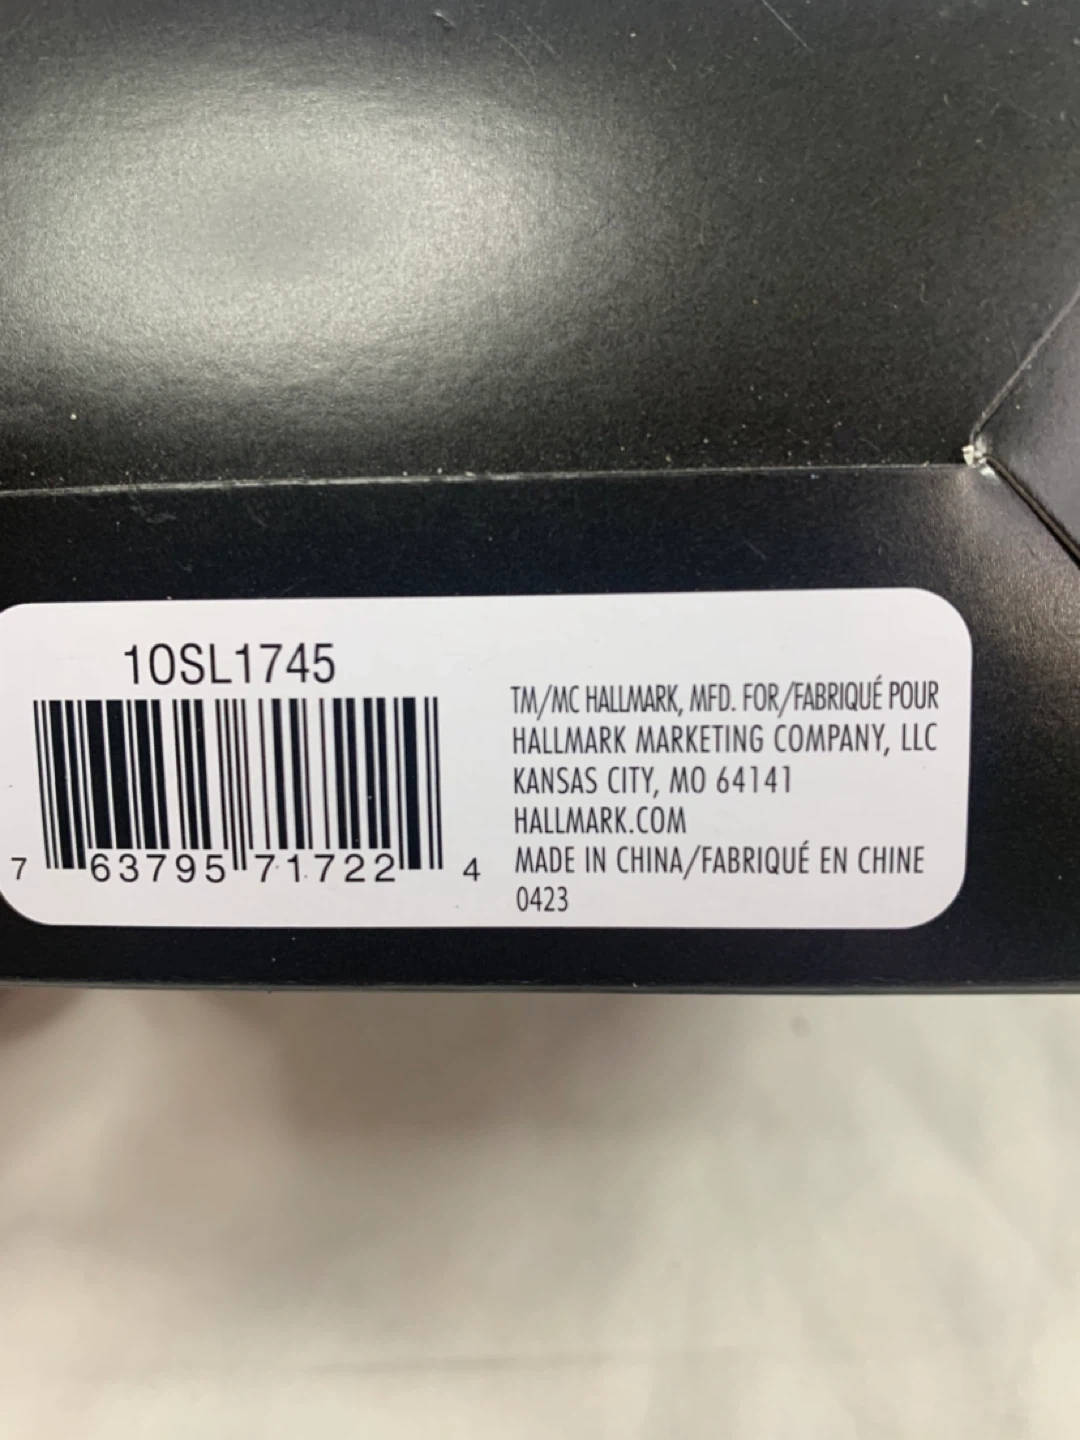 10SL1745
7 63795 71722 4
TM/MC HALLMARK, MFD. FOR/FABRIQUÉ POUR
HALLMARK MARKETING COMPANY, LLC
KANSAS CITY, MO 64141
HALLMARK.COM
MADE IN CHINA/FABRIQUÉ EN CHINE
0423